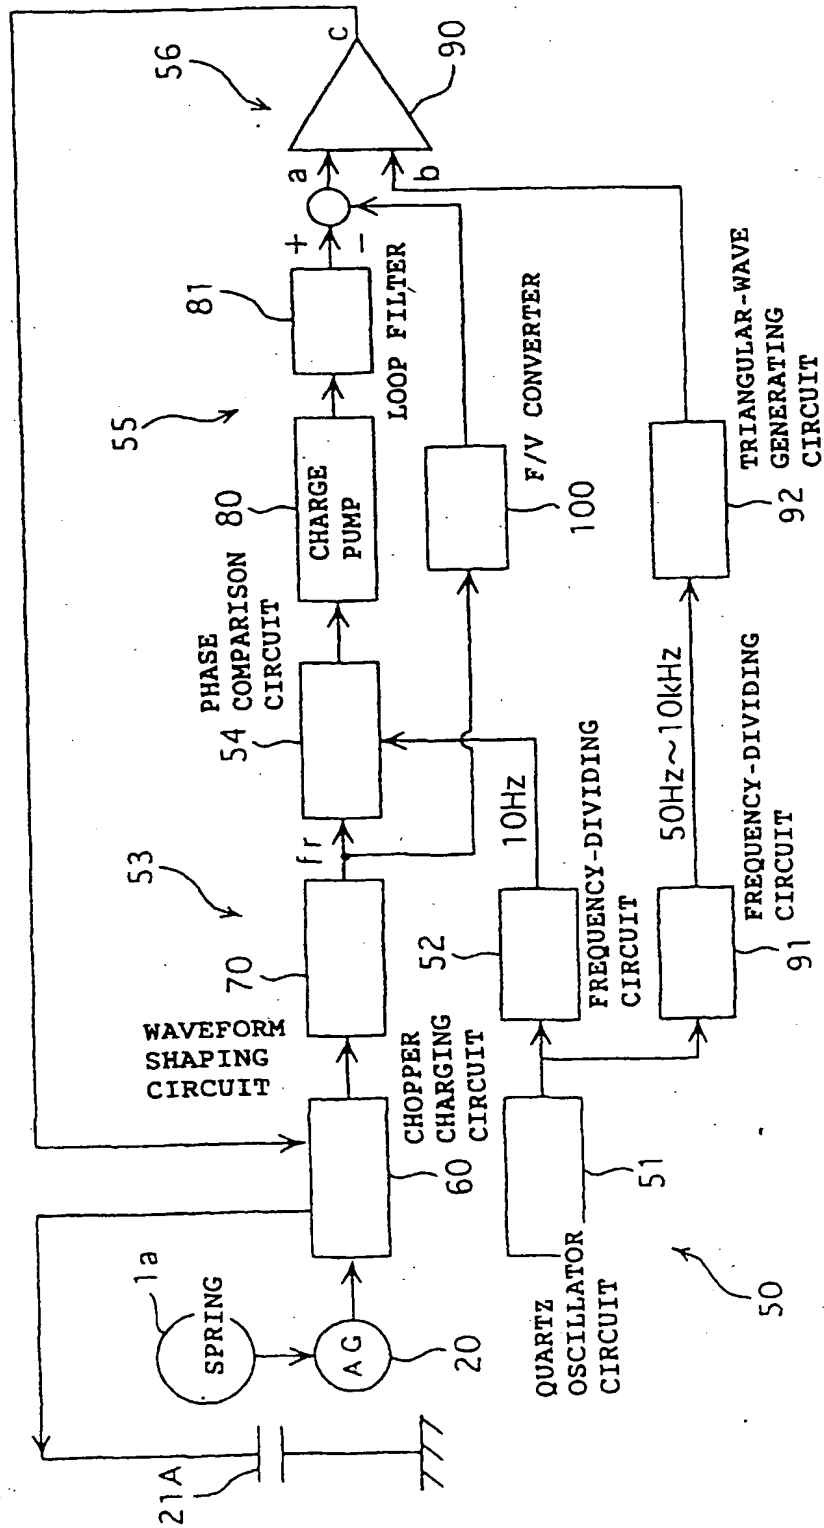 56
c
90
a
b
+
−
81
LOOP FILTER
55
80
CHARGE
PUMP
PHASE
COMPARISON
CIRCUIT
54
F/V CONVERTER
100
TRIANGULAR-WAVE
GENERATING
CIRCUIT
92
53
fr
10Hz
50Hz~10kHz
70
WAVEFORM
SHAPING
CIRCUIT
52
FREQUENCY-DIVIDING
CIRCUIT
FREQUENCY-DIVIDING
CIRCUIT
91
CHOPPER
CHARGING
CIRCUIT
60
51
QUARTZ
OSCILLATOR
CIRCUIT
50
1a
SPRING
AG
20
21A